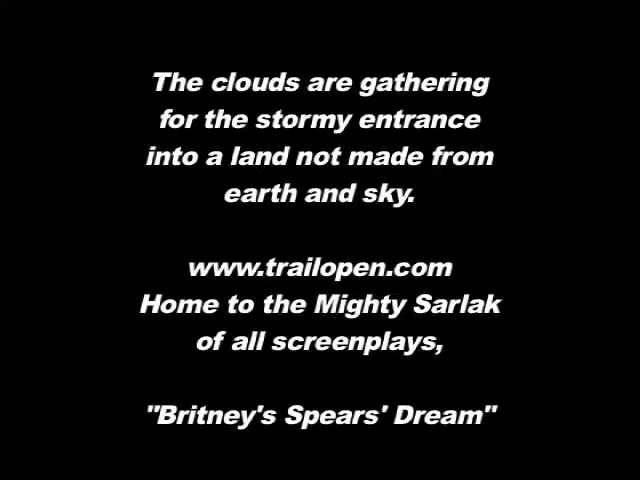 The clouds are gathering
for the stormy entrance
into a land not made from
earth and sky.
www.trailopen.com
Home to the Mighty Sarlak
of all screenplays,
"Britney's Spears' Dream"